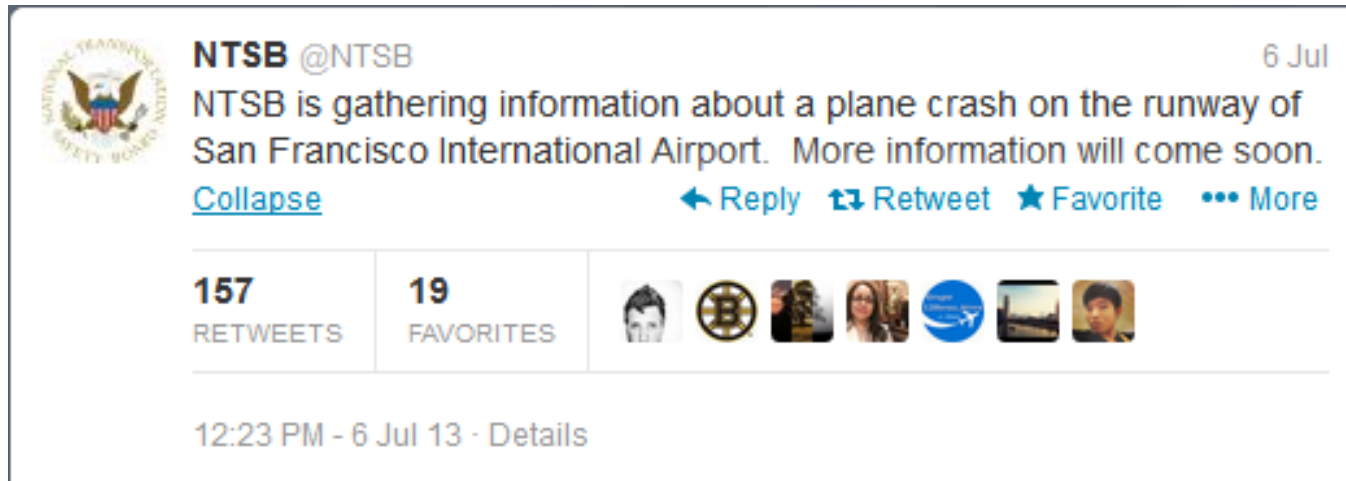 NTSB @NTSB 6 Jul
NTSB is gathering information about a plane crash on the runway of
San Francisco International Airport.  More information will come soon.
Collapse Reply Retweet Favorite ••• More
157 19
RETWEETS FAVORITES
12:23 PM - 6 Jul 13 · Details